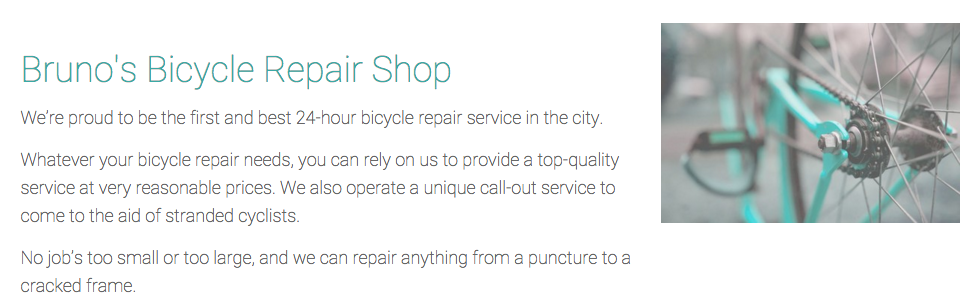 Bruno's Bicycle Repair Shop
We’re proud to be the first and best 24-hour bicycle repair service in the city.
Whatever your bicycle repair needs, you can rely on us to provide a top-quality
service at very reasonable prices. We also operate a unique call-out service to
come to the aid of stranded cyclists.
No job’s too small or too large, and we can repair anything from a puncture to a
cracked frame.